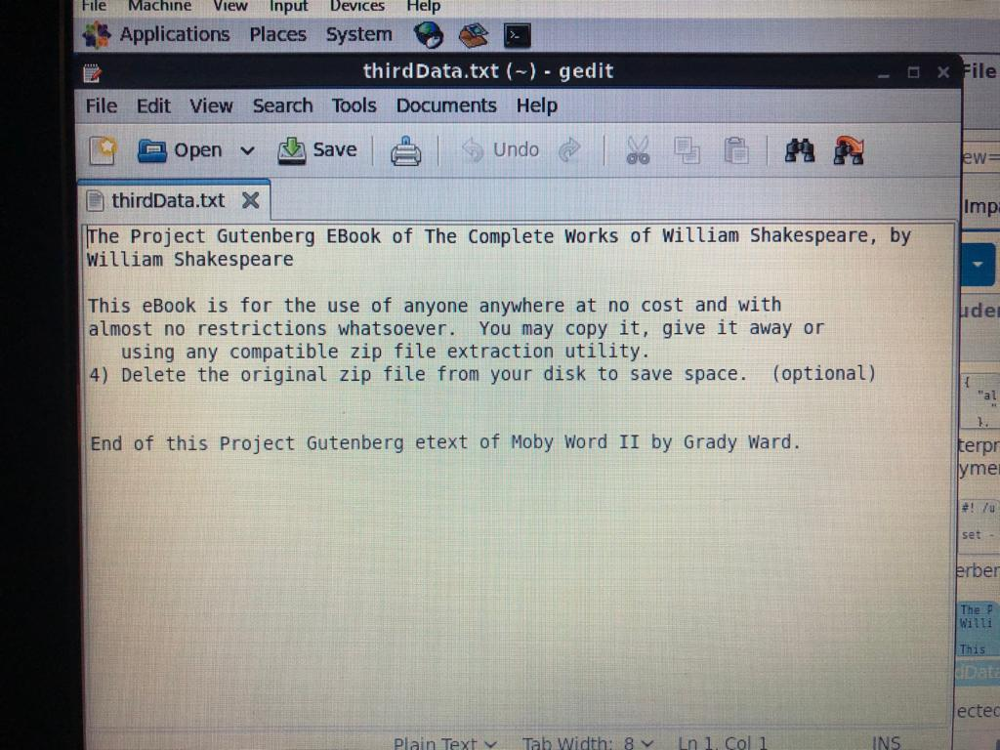 File Machine View Input Devices Help
Applications Places System
thirdData.txt (~) - gedit
File
File Edit View Search Tools Documents Help
Open Save Undo
ew=
thirdData.txt
Imp
The Project Gutenberg EBook of The Complete Works of William Shakespeare, by
William Shakespeare
This eBook is for the use of anyone anywhere at no cost and with
almost no restrictions whatsoever.  You may copy it, give it away or
using any compatible zip file extraction utility.
4) Delete the original zip file from your disk to save space.  (optional)
End of this Project Gutenberg etext of Moby Word II by Grady Ward.
uder
{
"al
"
},
terpr
yme
#! /u
set -
erber
The P
Willi
This
dData
ected
Plain Text Tab Width: 8 Ln 1, Col 1 INS